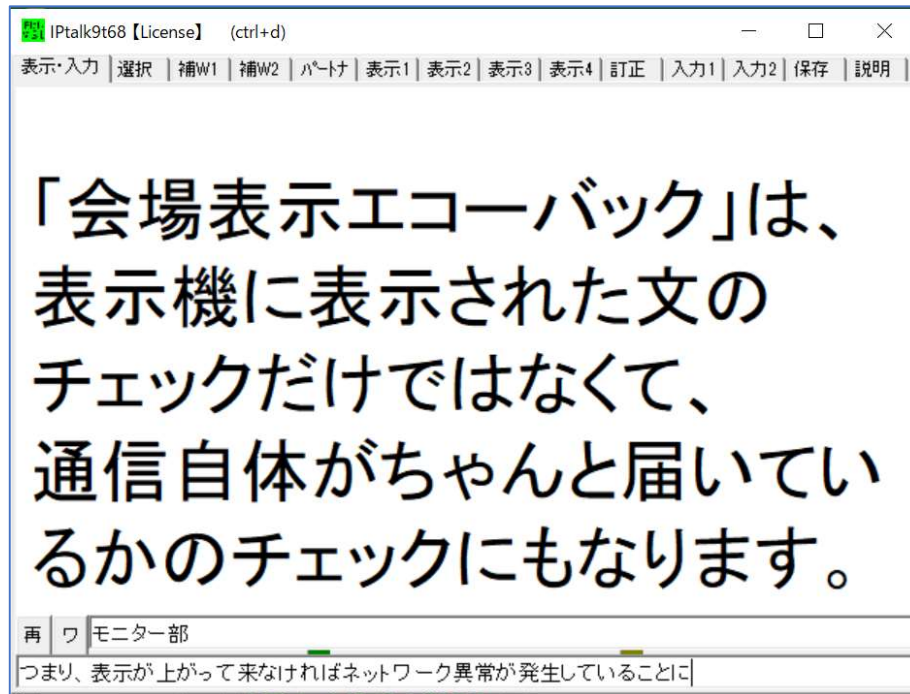 IPtalk9t68【License】 (ctrl+d)
表示・入力 選択 補W1 補W2 パートナ 表示1 表示2 表示3 表示4 訂正 入力1 入力2 保存 説明
「会場表示エコーバック」は、
表示機に表示された文の
チェックだけではなくて、
通信自体がちゃんと届いてい
るかのチェックにもなります。
再 ワ モニター部
つまり、表示が上がって来なければネットワーク異常が発生していることに